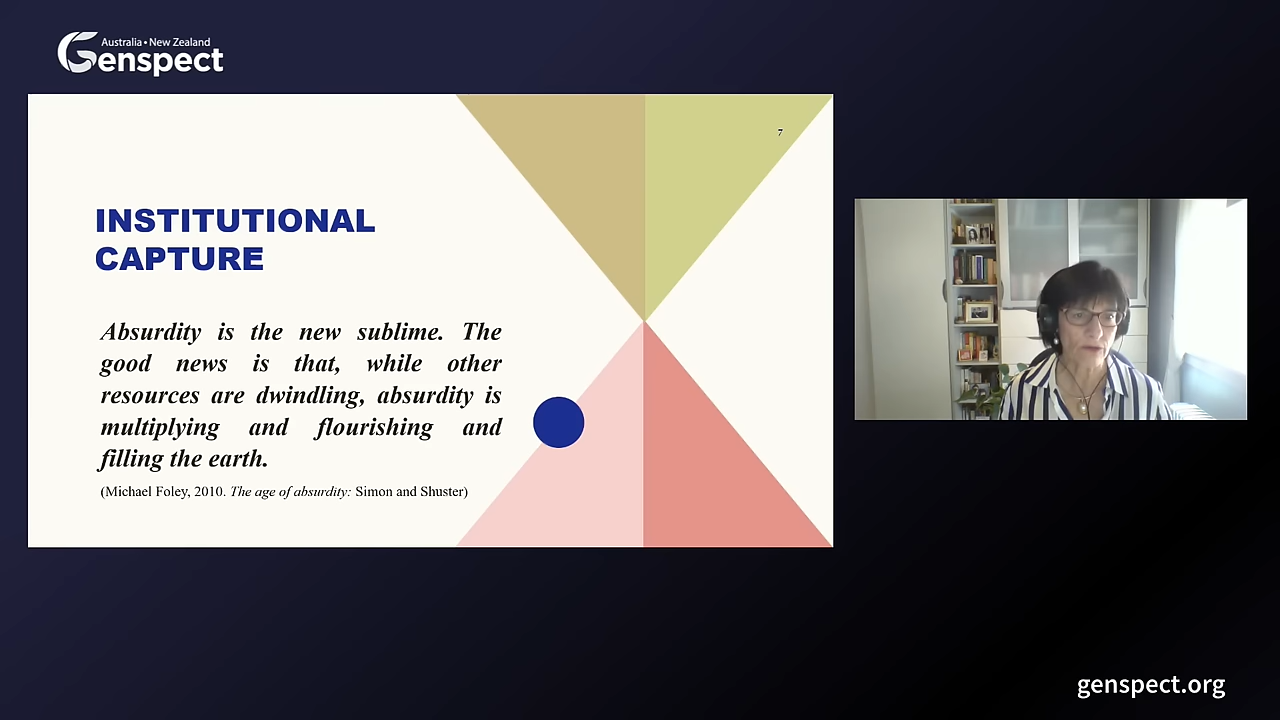 Australia • New Zealand
Genspect
7
INSTITUTIONAL
CAPTURE
Absurdity is the new sublime. The
good news is that, while other
resources are dwindling, absurdity is
multiplying and flourishing and
filling the earth.
(Michael Foley, 2010. The age of absurdity: Simon and Shuster)
genspect.org